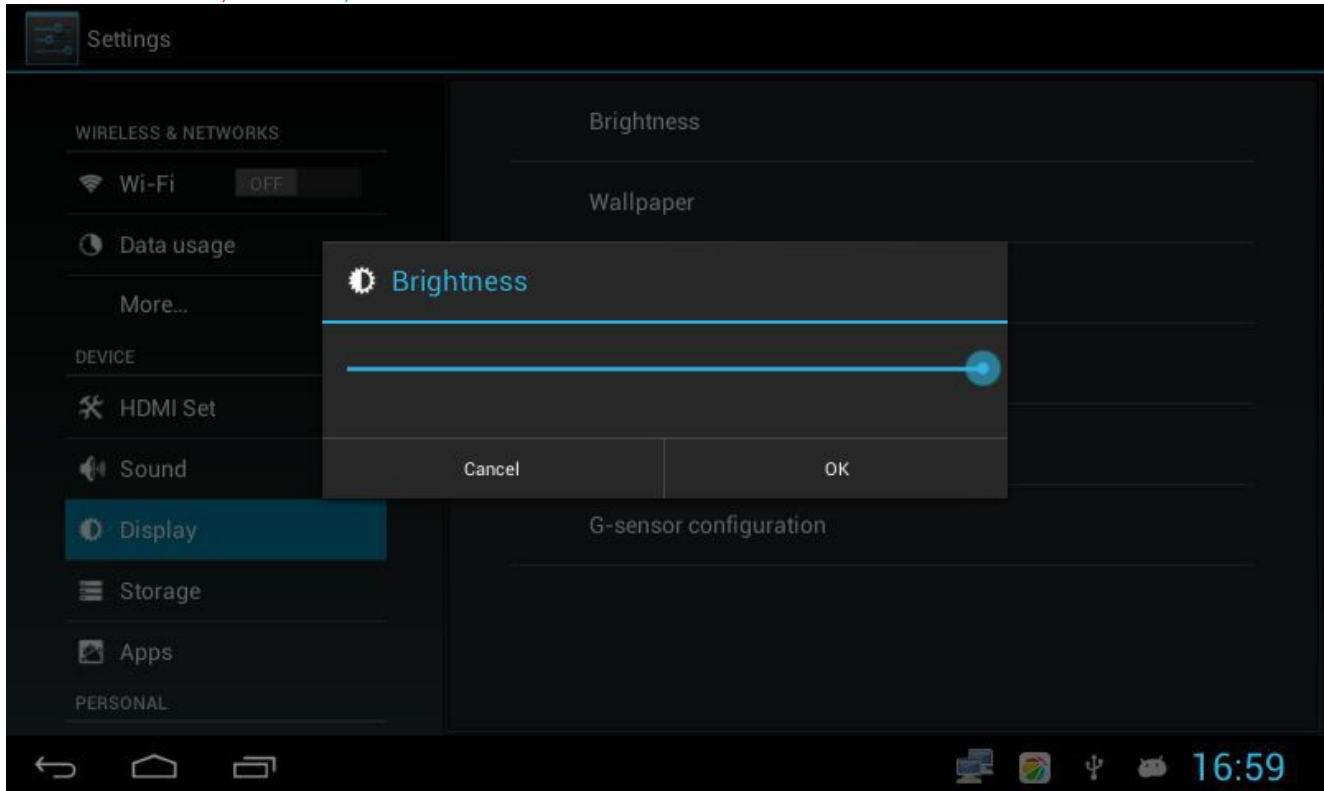 Settings
WIRELESS & NETWORKS
Wi-Fi OFF
Data usage
More...
DEVICE
HDMI Set
Sound
Display
Storage
Apps
PERSONAL
Brightness
Wallpaper
G-sensor configuration
Brightness
Cancel OK
16:59